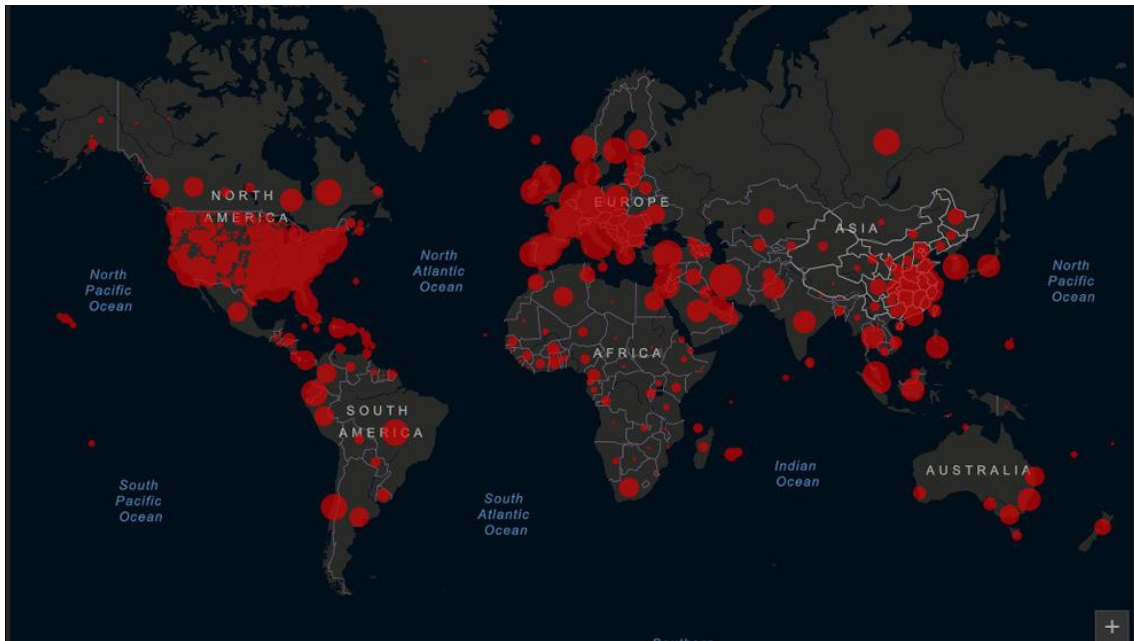 NORTH
AMERICA
EUROPE
ASIA
North
Pacific
Ocean
North
Atlantic
Ocean
North
Pacific
Ocean
AFRICA
SOUTH
AMERICA
Indian
Ocean
AUSTRALIA
South
Pacific
Ocean
South
Atlantic
Ocean
+